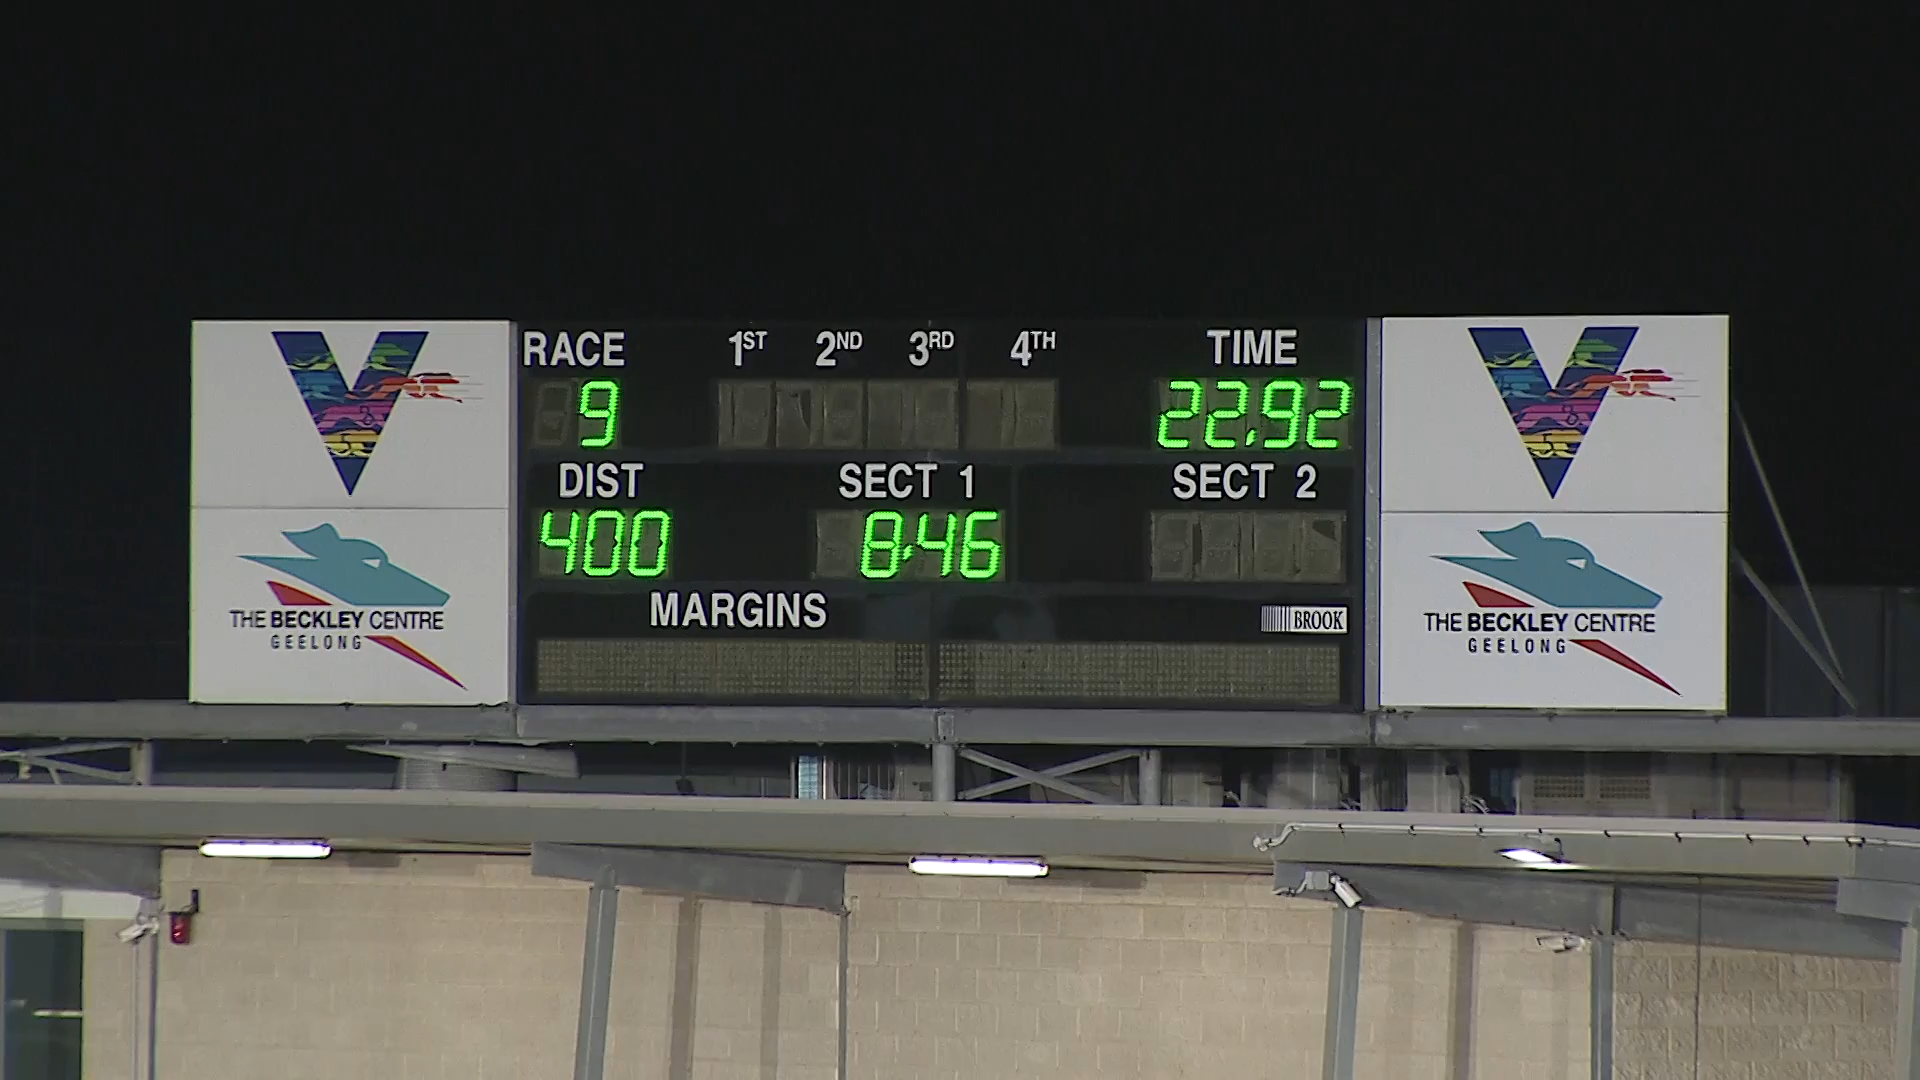 RACE 1ST 2ND 3RD 4TH TIME
9 22.92
DIST SECT 1 SECT 2
400 8.46
MARGINS
BROOK
V
THE BECKLEY CENTRE
GEELONG
V
THE BECKLEY CENTRE
GEELONG